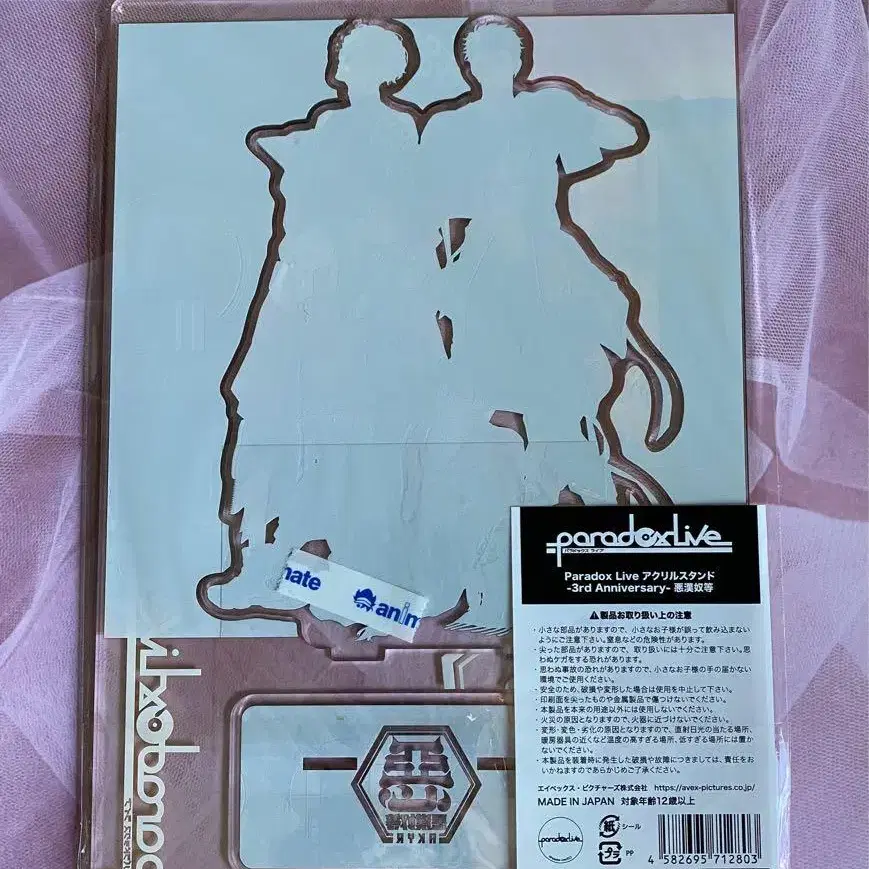 nate
anim
paradox Live
パラドックス ライブ
Paradox Live アクリルスタンド
-3rd Anniversary- 悪漢奴等
⚠製品お取り扱い上の注意
・小さな部品がありますので、小さなお子様が誤って飲み込まない
ようにご注意下さい。窒息などの危険性があります。
・尖った部品がありますので、取り扱いには十分ご注意下さい。思
わぬケガをする恐れがあります。
・思わぬ事故の恐れがありますので、小さなお子様の手の届かない
環境でご使用ください。
・安全のため、破損や変形した場合は使用を中止して下さい。
・印刷面を尖ったものや金属製品で傷つけないでください。
・本製品を本来の用途以外には使用しないでください。
・火災の原因となりますので、火器に近づけないでください。
・変形・変色・劣化の原因となりますので、直射日光の当たる場所、
暖房器具の近くなど温度の高すぎる場所、低すぎる場所には置か
ないでください。
・本製品を装着時に発生した破損や故障につきましては、責任をお
いかねますのであらかじめご了承ください。
エイベックス・ピクチャーズ株式会社 https://avex-pictures.co.jp/
MADE IN JAPAN 対象年齢12歳以上
paradox Live
紙 シール
プラ PP
4 582695 712803
paradox
悪
悪漢奴等
AKYR